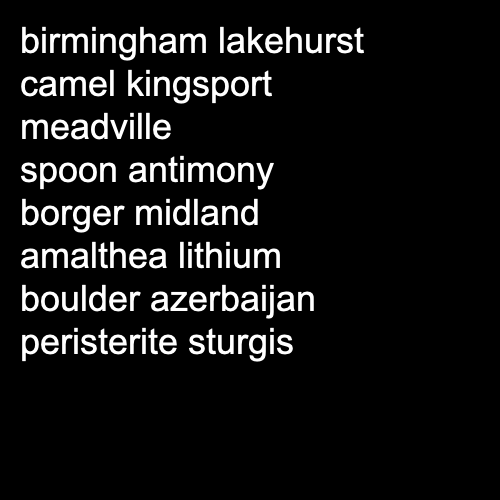 birmingham lakehurst
camel kingsport
meadville
spoon antimony
borger midland
amalthea lithium
boulder azerbaijan
peristerite sturgis